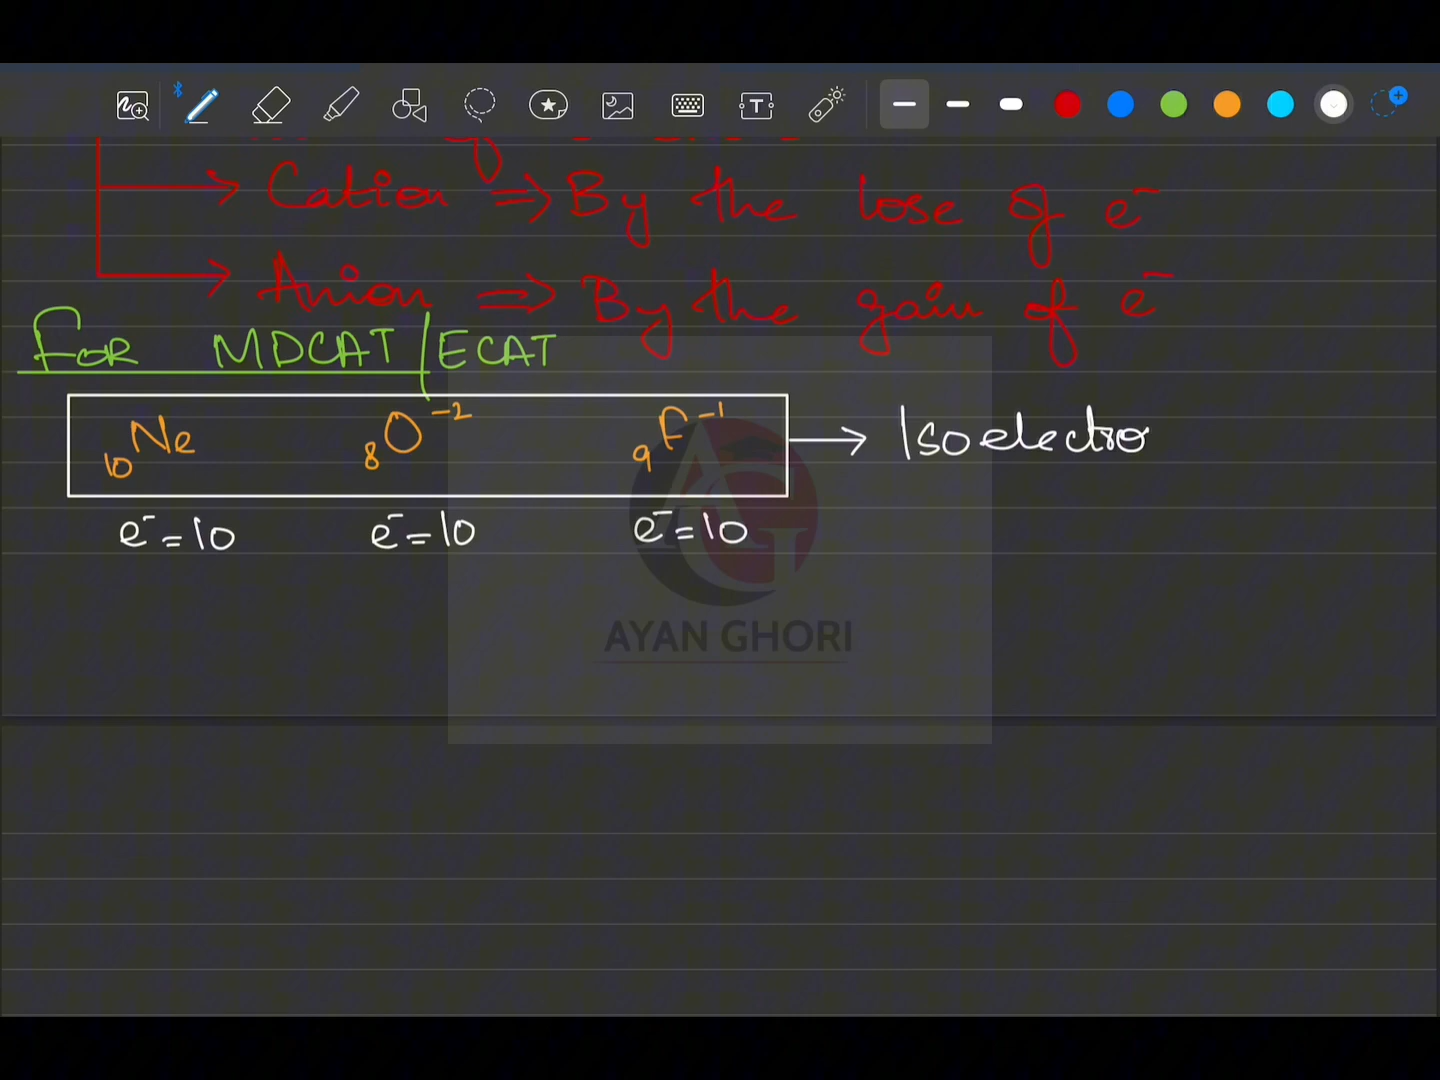 Cation ⇒ By the lose of e⁻
Anion ⇒ By the gain of e⁻
FOR MDCAT/ECAT
₁₀Ne ₈O⁻² ₉F⁻¹ → Isoelectro
e⁻=10 e⁻=10 e⁻=10
AG
AYAN GHORI